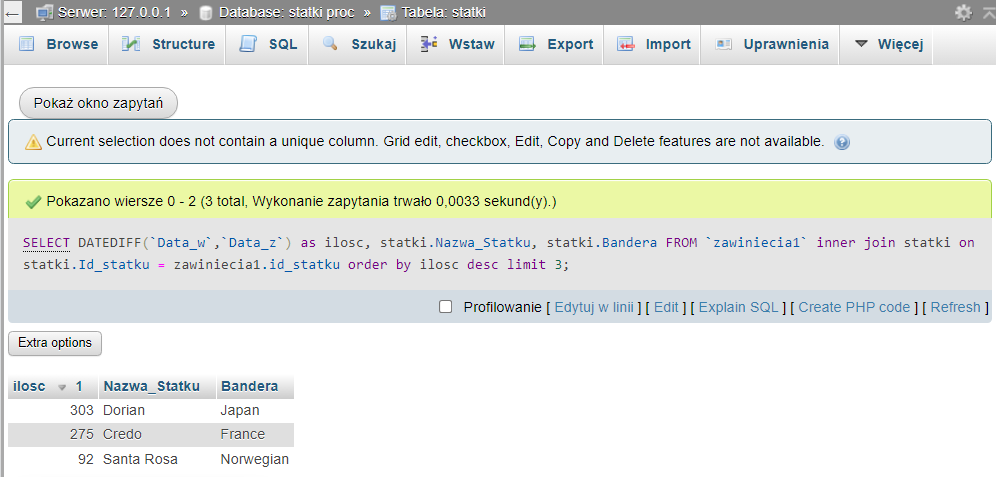 Serwer: 127.0.0.1 » Database: statki proc » Tabela: statki
Browse Structure SQL Szukaj Wstaw Export Import Uprawnienia Więcej
Pokaż okno zapytań
Current selection does not contain a unique column. Grid edit, checkbox, Edit, Copy and Delete features are not available.
Pokazano wiersze 0 - 2 (3 total, Wykonanie zapytania trwało 0,0033 sekund(y).)
SELECT DATEDIFF(`Data_w`,`Data_z`) as ilosc, statki.Nazwa_Statku, statki.Bandera FROM `zawiniecia1` inner join statki on
statki.Id_statku = zawiniecia1.id_statku order by ilosc desc limit 3;
Profilowanie [ Edytuj w linii ] [ Edit ] [ Explain SQL ] [ Create PHP code ] [ Refresh ]
Extra options
ilosc 1 Nazwa_Statku Bandera
303 Dorian Japan
275 Credo France
92 Santa Rosa Norwegian